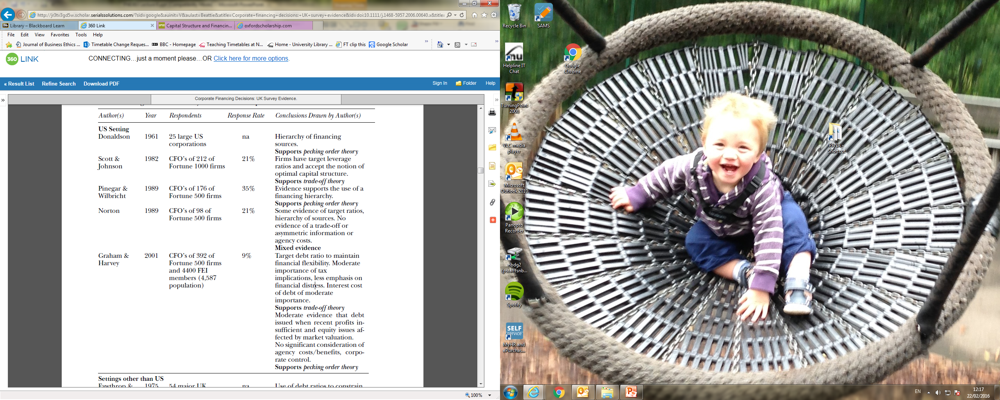 http://jr3tv3gd5w.scholar.serialssolutions.com/?sid=google&auinit=V&aulast=Beattie&atitle=Corporate+financing+decisions:+UK+survey+evidence&id=doi:10.1111/j.1468-5957.2006.00640.x&title=
Library – Blackboard Learn
360 Link
Capital Structure and Financin...
oxfordscholarship.com
File Edit View Favorites Tools Help
Journal of Business Ethics ...
Timetable Change Reques...
BBC - Homepage
Teaching Timetables at N...
Home - University Library ...
FT clip this
Google Scholar
360 LINK
CONNECTING…just a moment please…OR Click here for more options.
« Result List Refine Search Download PDF
Sign In Folder Help
Corporate Financing Decisions: UK Survey Evidence.
Author(s) Year Respondents Response Rate Conclusions Drawn by Author(s)
US Setting
Donaldson 1961 25 large US na Hierarchy of financing
corporations sources.
Supports pecking order theory
Scott & 1982 CFO's of 212 of 21% Firms have target leverage
Johnson Fortune 1000 firms ratios and accept the notion of
optimal capital structure.
Supports trade-off theory
Pinegar & 1989 CFO's of 176 of 35% Evidence supports the use of a
Wilbricht Fortune 500 firms financing hierarchy.
Supports pecking order theory
Norton 1989 CFO's of 98 of 21% Some evidence of target ratios,
Fortune 500 firms hierarchy of sources. No
evidence of a trade-off or
asymmetric information or
agency costs.
Mixed evidence
Graham & 2001 CFO's of 392 of 9% Target debt ratio to maintain
Harvey Fortune 500 firms financial flexibility. Moderate
and 4400 FEI importance of tax
members (4,587 implications, less emphasis on
population) financial distress. Interest cost
of debt of moderate
importance.
Supports trade-off theory
Moderate evidence that debt
issued when recent profits in-
sufficient and equity issues af-
fected by market valuation.
No significant consideration of
agency costs/benefits, corpo-
rate control.
Supports pecking order theory
Settings other than US
Fawthrop & 1975 54 major UK na Use of debt ratios to constrain
100%
Recycle Bin
SAMS
Helpline IT
Chat
Google
Chrome
TurningPoint
2008
VLC media
player
PFNA -
Shortcut
Microsoft
Outlook 2010
Panopto
Recorder
nbdg2
(pstafffsnb...
Spotify
SELF
service
MyHR and
ePurchas...
EN
12:17
22/02/2016